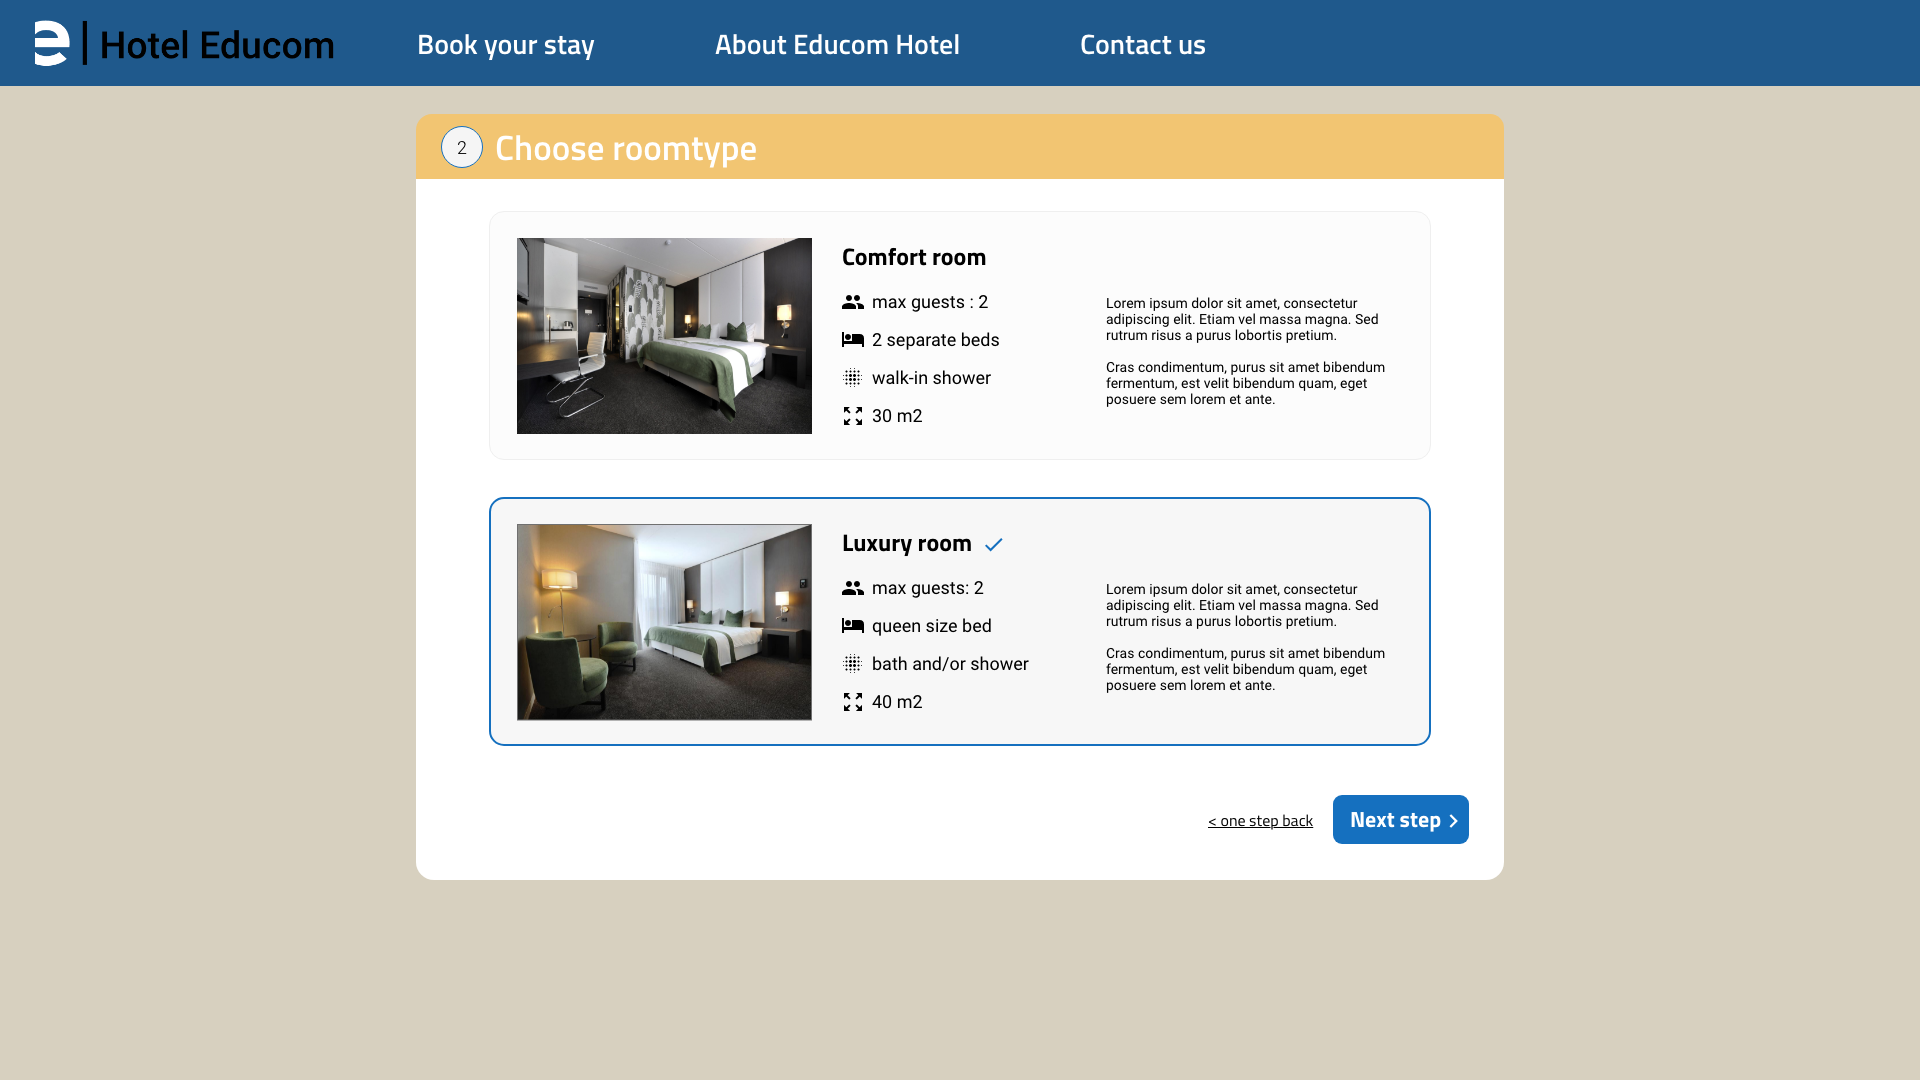 Hotel Educom
Book your stay
About Educom Hotel
Contact us
2
Choose roomtype
Comfort room
max guests : 2
2 separate beds
walk-in shower
30 m2
Lorem ipsum dolor sit amet, consectetur
adipiscing elit. Etiam vel massa magna. Sed
rutrum risus a purus lobortis pretium.
Cras condimentum, purus sit amet bibendum
fermentum, est velit bibendum quam, eget
posuere sem lorem et ante.
Luxury room
max guests: 2
queen size bed
bath and/or shower
40 m2
Lorem ipsum dolor sit amet, consectetur
adipiscing elit. Etiam vel massa magna. Sed
rutrum risus a purus lobortis pretium.
Cras condimentum, purus sit amet bibendum
fermentum, est velit bibendum quam, eget
posuere sem lorem et ante.
< one step back
Next step >